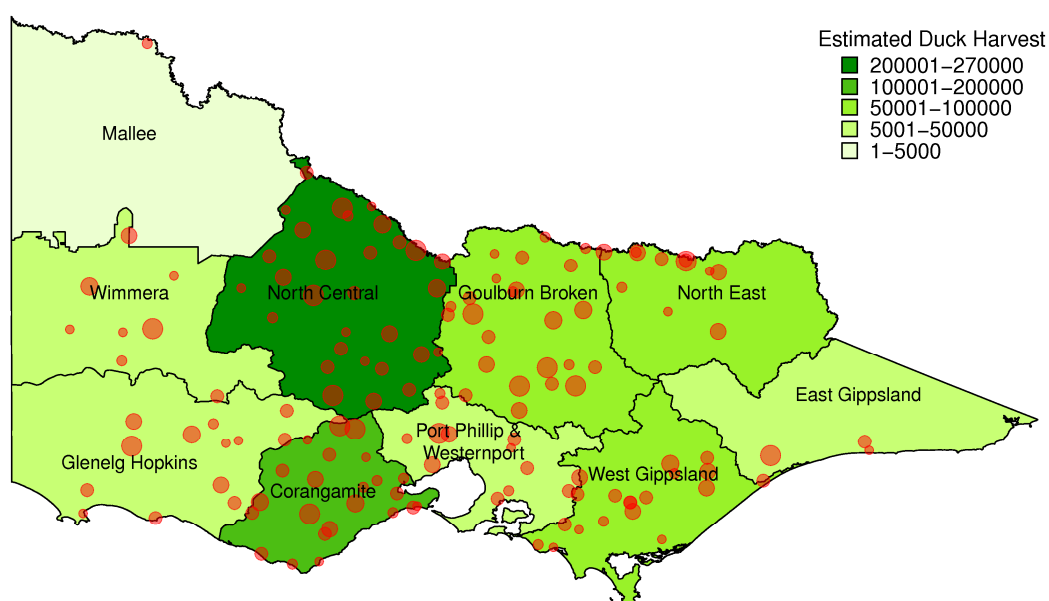 Estimated Duck Harvest
200001−270000
100001−200000
50001−100000
5001−50000
1−5000
Mallee
Wimmera
North Central
Goulburn Broken
North East
East Gippsland
Port Phillip &
Westernport
Glenelg Hopkins
West Gippsland
Corangamite